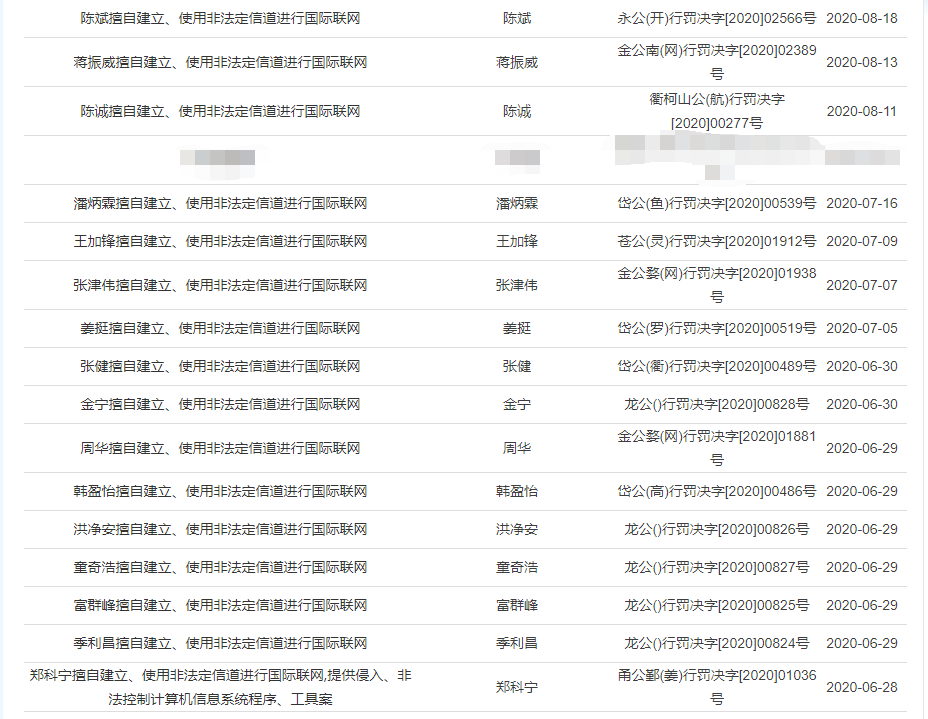 陈斌擅自建立、使用非法定信道进行国际联网 陈斌 永公(开)行罚决字[2020]02566号 2020-08-18
蒋振威擅自建立、使用非法定信道进行国际联网 蒋振威 金公南(网)行罚决字[2020]02389
号 2020-08-13
陈诚擅自建立、使用非法定信道进行国际联网 陈诚 衢柯山公(航)行罚决字
[2020]00277号 2020-08-11
潘炳霖擅自建立、使用非法定信道进行国际联网 潘炳霖 岱公(鱼)行罚决字[2020]00539号 2020-07-16
王加锋擅自建立、使用非法定信道进行国际联网 王加锋 苍公(灵)行罚决字[2020]01912号 2020-07-09
张津伟擅自建立、使用非法定信道进行国际联网 张津伟 金公婺(网)行罚决字[2020]01938
号 2020-07-07
姜挺擅自建立、使用非法定信道进行国际联网 姜挺 岱公(罗)行罚决字[2020]00519号 2020-07-05
张健擅自建立、使用非法定信道进行国际联网 张健 岱公(衢)行罚决字[2020]00489号 2020-06-30
金宁擅自建立、使用非法定信道进行国际联网 金宁 龙公()行罚决字[2020]00828号 2020-06-30
周华擅自建立、使用非法定信道进行国际联网 周华 金公婺(网)行罚决字[2020]01881
号 2020-06-29
韩盈怡擅自建立、使用非法定信道进行国际联网 韩盈怡 岱公(高)行罚决字[2020]00486号 2020-06-29
洪净安擅自建立、使用非法定信道进行国际联网 洪净安 龙公()行罚决字[2020]00826号 2020-06-29
童奇浩擅自建立、使用非法定信道进行国际联网 童奇浩 龙公()行罚决字[2020]00827号 2020-06-29
富群峰擅自建立、使用非法定信道进行国际联网 富群峰 龙公()行罚决字[2020]00825号 2020-06-29
季利昌擅自建立、使用非法定信道进行国际联网 季利昌 龙公()行罚决字[2020]00824号 2020-06-29
郑科宁擅自建立、使用非法定信道进行国际联网,提供侵入、非
法控制计算机信息系统程序、工具案 郑科宁 甬公鄞(姜)行罚决字[2020]01036
号 2020-06-28